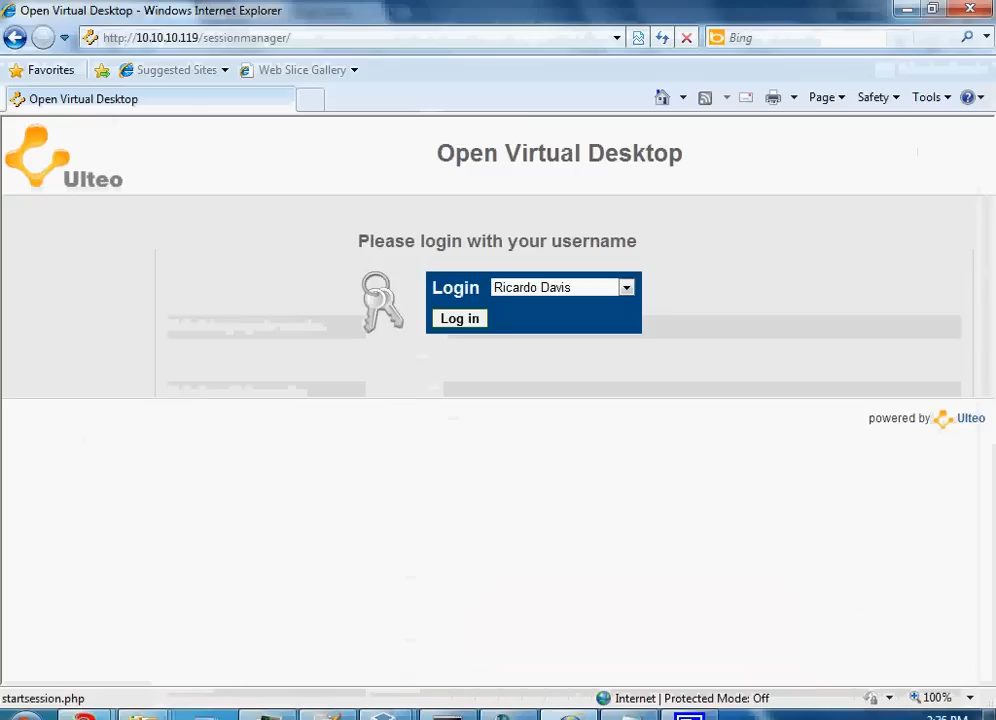 Open Virtual Desktop - Windows Internet Explorer
http://10.10.10.119/sessionmanager/
Bing
Favorites
Suggested Sites
Web Slice Gallery
Open Virtual Desktop
Page
Safety
Tools
Ulteo
Open Virtual Desktop
Please login with your username
Login
Ricardo Davis
Log in
powered by Ulteo
startsession.php
Internet | Protected Mode: Off
100%